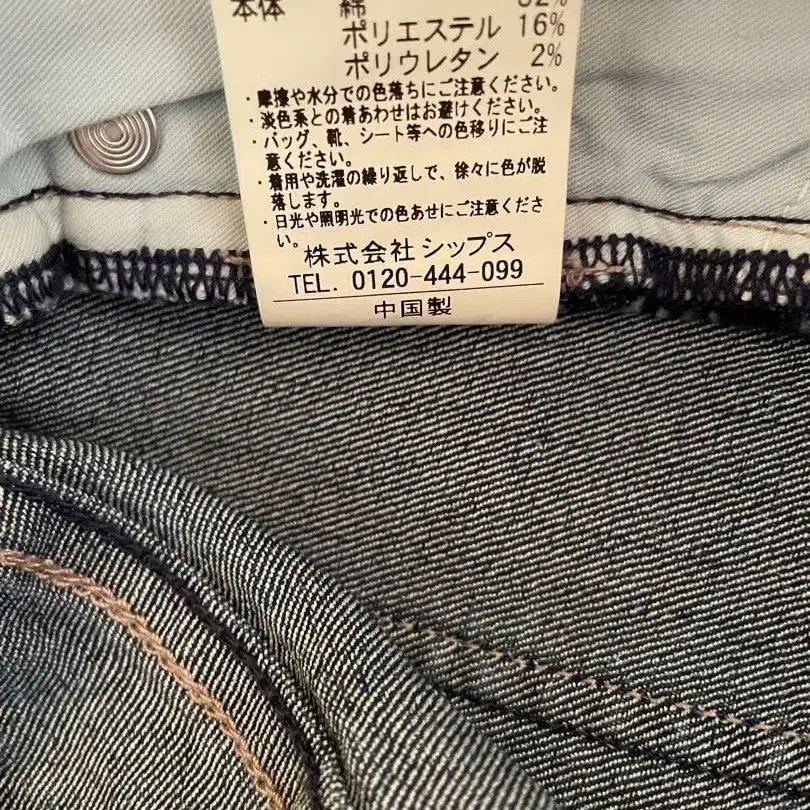 本体 綿 82%
ポリエステル 16%
ポリウレタン 2%
・摩擦や水分での色落ちにご注意ください。
・淡色系との着あわせはお避けください。
・バッグ、靴、シート等への色移りにご注
意ください。
・着用や洗濯の繰り返しで、徐々に色が脱
落します。
・日光や照明光での色あせにご注意くださ
い。
株式会社シップス
TEL. 0120-444-099
中国製